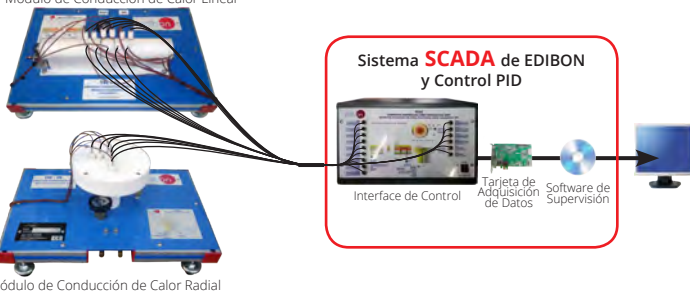 Módulo de Conducción de Calor Lineal
Sistema SCADA de EDIBON
y Control PID
Interface de Control
Tarjeta de
Adquisición
de Datos
Software de
Supervisión
ódulo de Conducción de Calor Radial